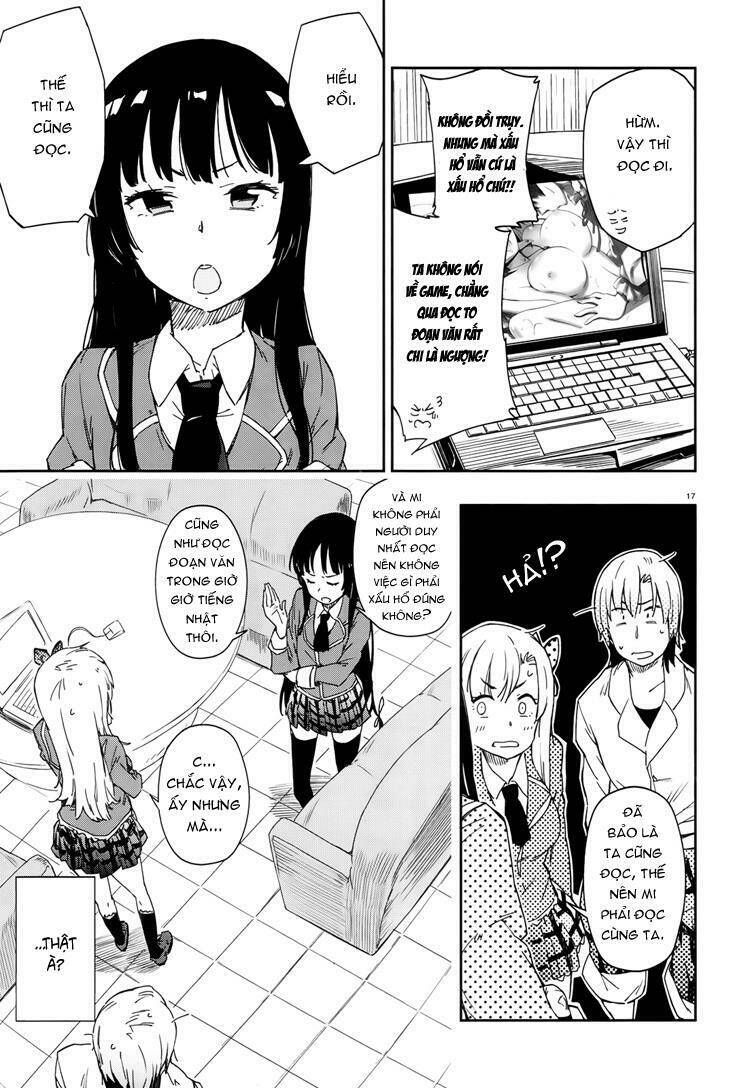 HỪM.
VẬY THÌ
ĐỌC ĐI.
KHÔNG ĐỒI TRỤY.
NHƯNG MÀ XẤU
HỔ VẪN CỨ LÀ
XẤU HỔ CHỨ!!
TA KHÔNG NÓI
VỀ GAME, CHẲNG
QUA ĐỌC TO
ĐOẠN VĂN RẤT
CHI LÀ NGƯỢNG!
HIỂU
RỒI.
THẾ
THÌ TA
CŨNG
ĐỌC.
17
HẢ!?
ĐÃ
BẢO LÀ
TA CŨNG
ĐỌC, THẾ
NÊN MI
PHẢI ĐỌC
CÙNG TA.
VÀ MI
KHÔNG PHẢI
NGƯỜI DUY
NHẤT ĐỌC
NÊN KHÔNG
VIỆC GÌ PHẢI
XẤU HỔ ĐÚNG
KHÔNG?
CŨNG
NHƯ ĐỌC
ĐOẠN VĂN
TRONG GIỜ
GIỜ TIẾNG
NHẬT
THÔI.
C...
CHẮC VẬY,
ẤY NHƯNG
MÀ...
...THẬT
À?